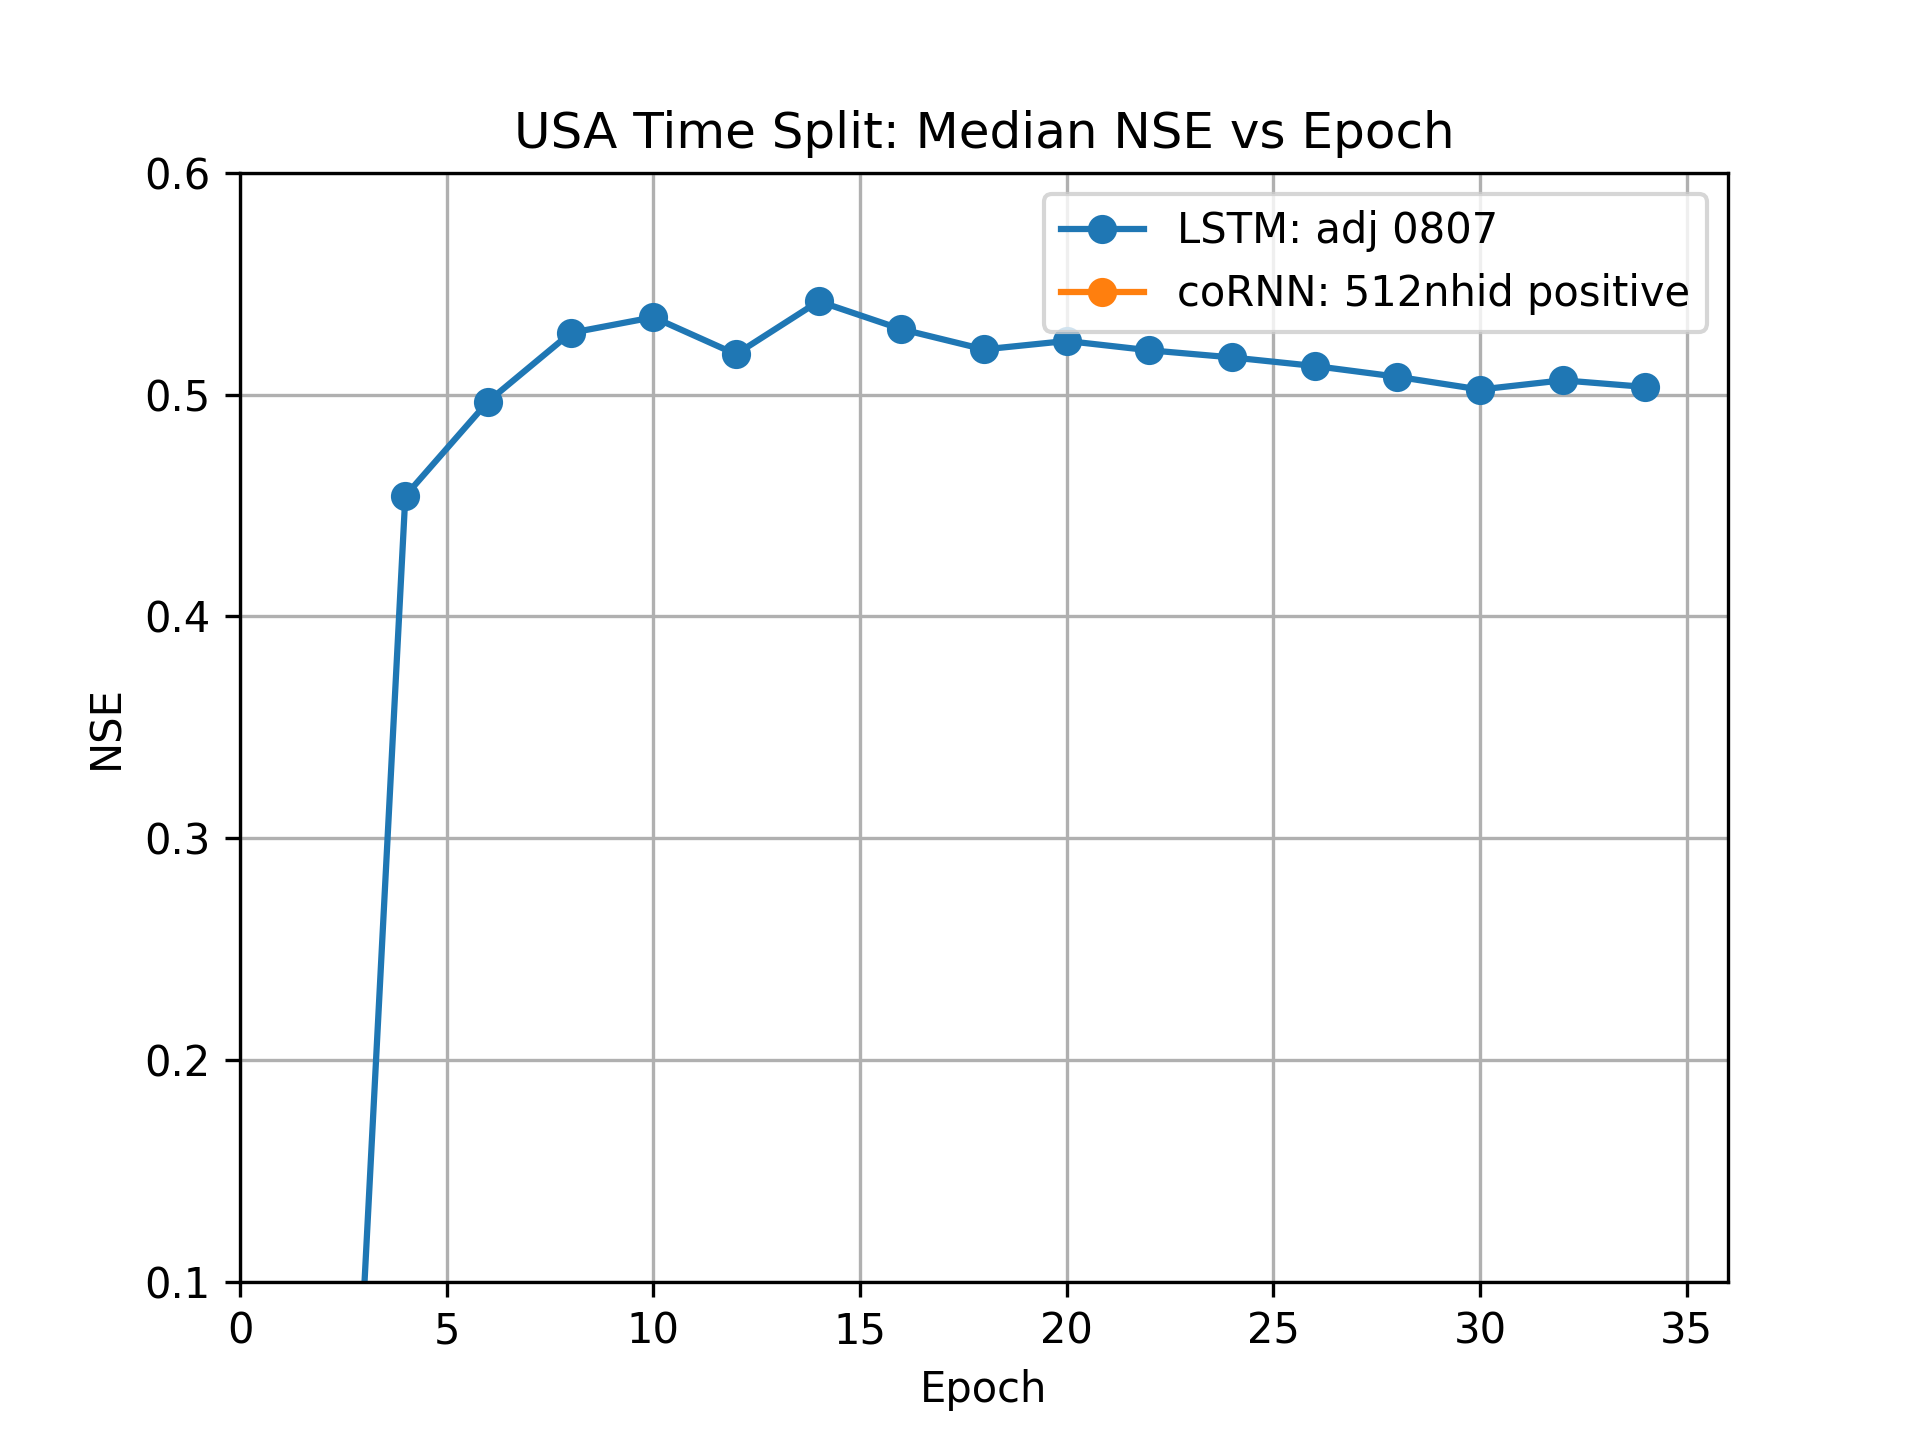 USA Time Split: Median NSE vs Epoch
LSTM: adj 0807
coRNN: 512nhid positive
NSE
0.6
0.5
0.4
0.3
0.2
0.1
0 5 10 15 20 25 30 35
Epoch